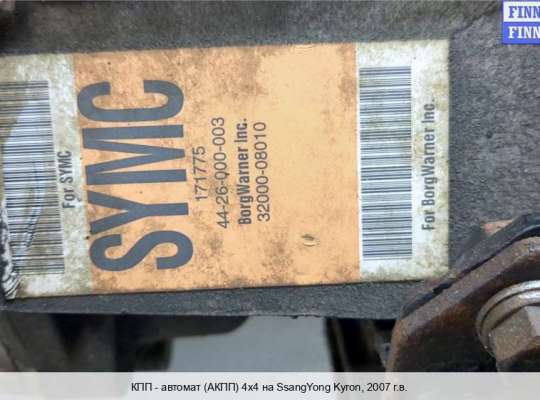 FINN
FINN
For SYMC
SYMC
171775
44-26-000-003
BorgWarner Inc.
32000-08010
For BorgWarner Inc.
КПП - автомат (АКПП) 4x4 на SsangYong Kyron, 2007 г.в.